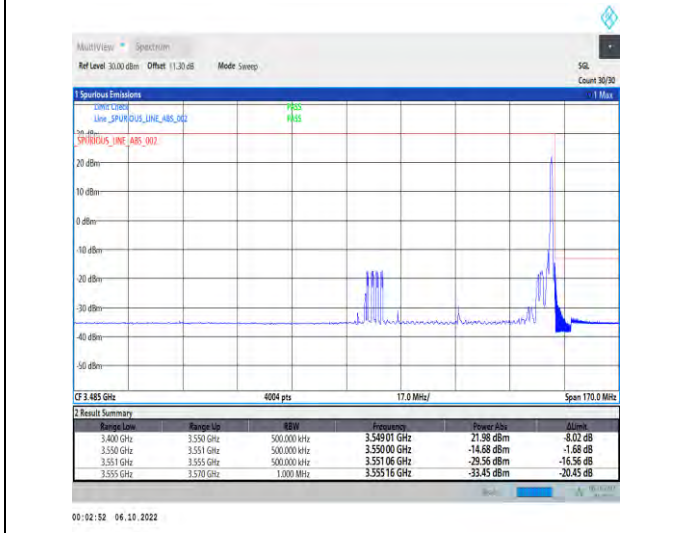 MultiView Spectrum
Ref Level 30.00 dBm Offset 11.30 dB Mode Sweep SGL
Count 30/30
1 Spurious Emissions 1 Max
Limit Check PASS
Line _SPURIOUS_LINE_ABS_002 PASS
30 dBm
_SPURIOUS_LINE_ABS_002
20 dBm
10 dBm
0 dBm
-10 dBm
-20 dBm
-30 dBm
-40 dBm
-50 dBm
CF 3.485 GHz 4004 pts 17.0 MHz/ Span 170.0 MHz
2 Result Summary
Range Low Range Up RBW Frequency Power Abs ΔLimit
3.400 GHz 3.550 GHz 500.000 kHz 3.549 01 GHz 21.98 dBm -8.02 dB
3.550 GHz 3.551 GHz 500.000 kHz 3.550 00 GHz -14.68 dBm -1.68 dB
3.551 GHz 3.555 GHz 500.000 kHz 3.551 06 GHz -29.56 dBm -16.56 dB
3.555 GHz 3.570 GHz 1.000 MHz 3.555 16 GHz -33.45 dBm -20.45 dB
00:02:52 06.10.2022